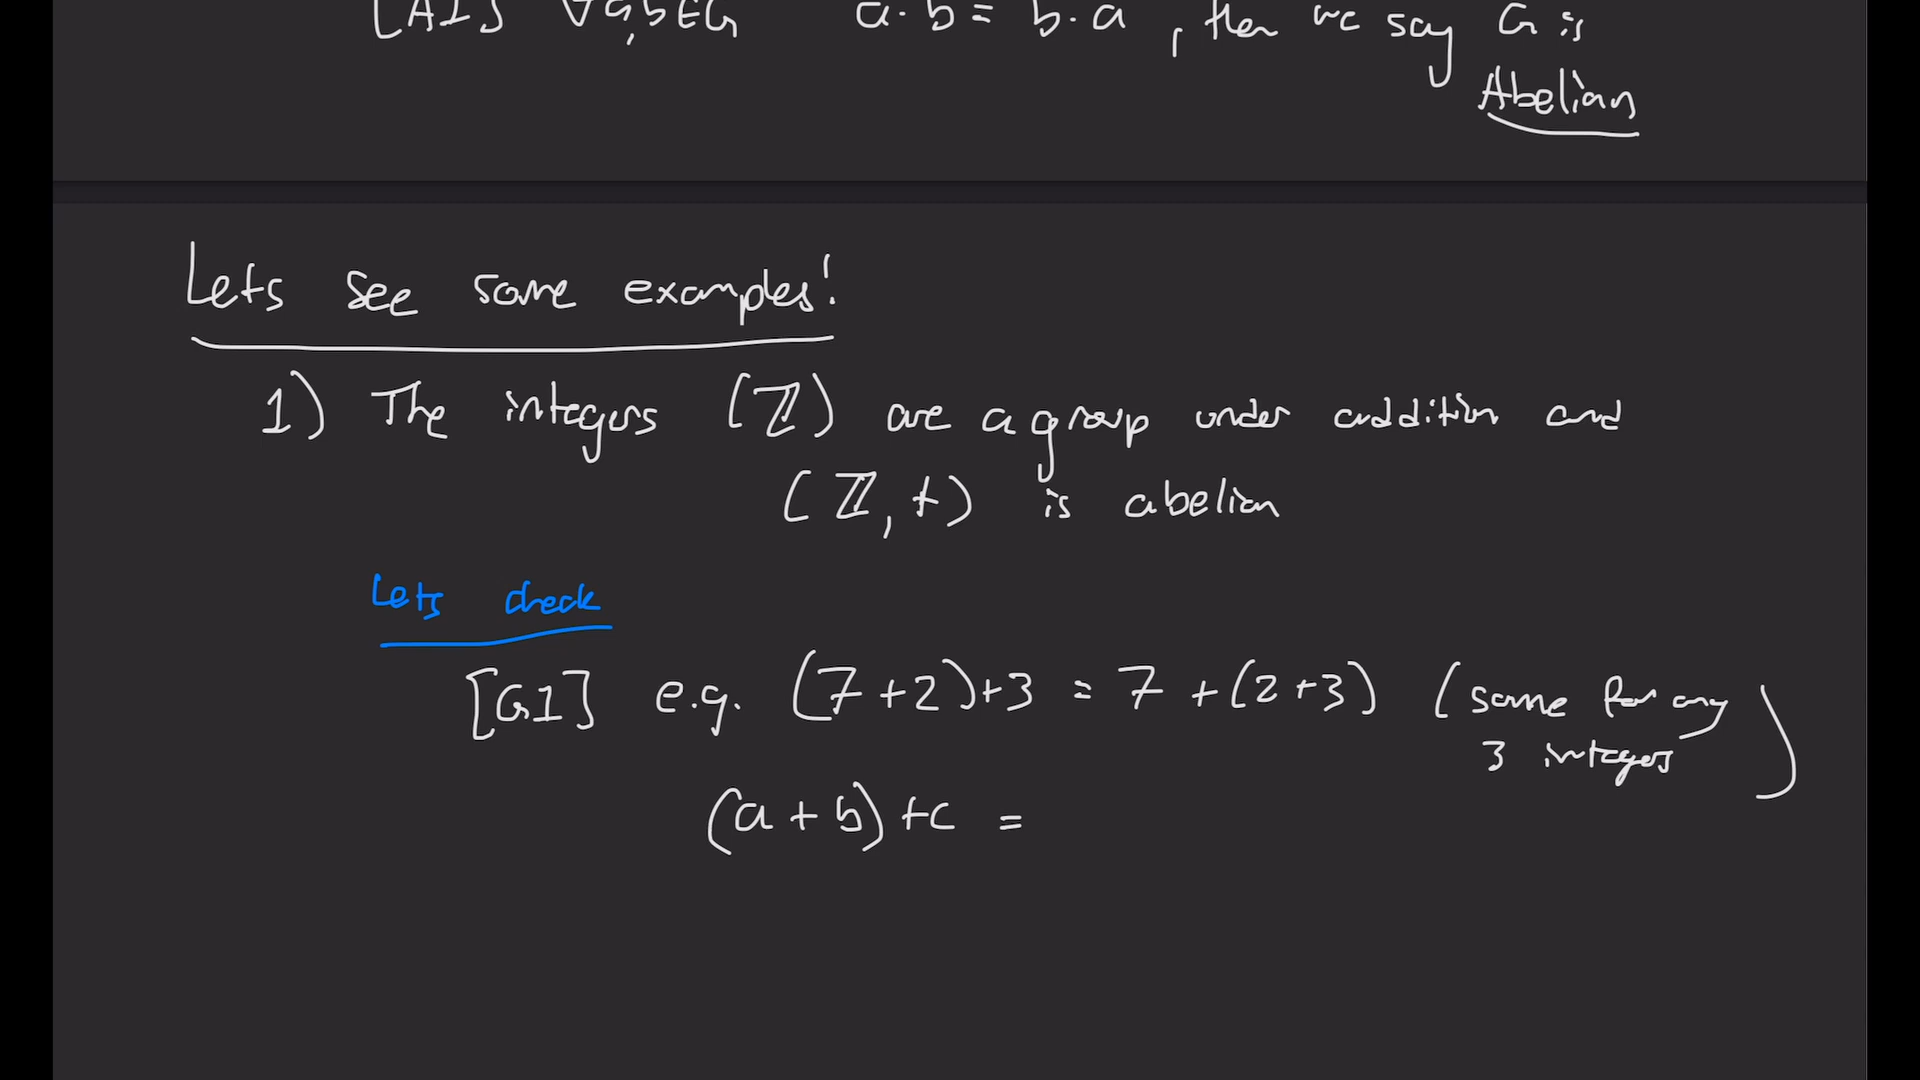 [A1] ∀a,b∈G a·b = b·a , then we say G is
Abelian
Lets see some examples!
1) The integers (ℤ) are a group under addition and
(ℤ, +) is abelian
Lets check
[G1] e.g. (7+2)+3 = 7+(2+3) (same for any
3 integers)
(a+b)+c =